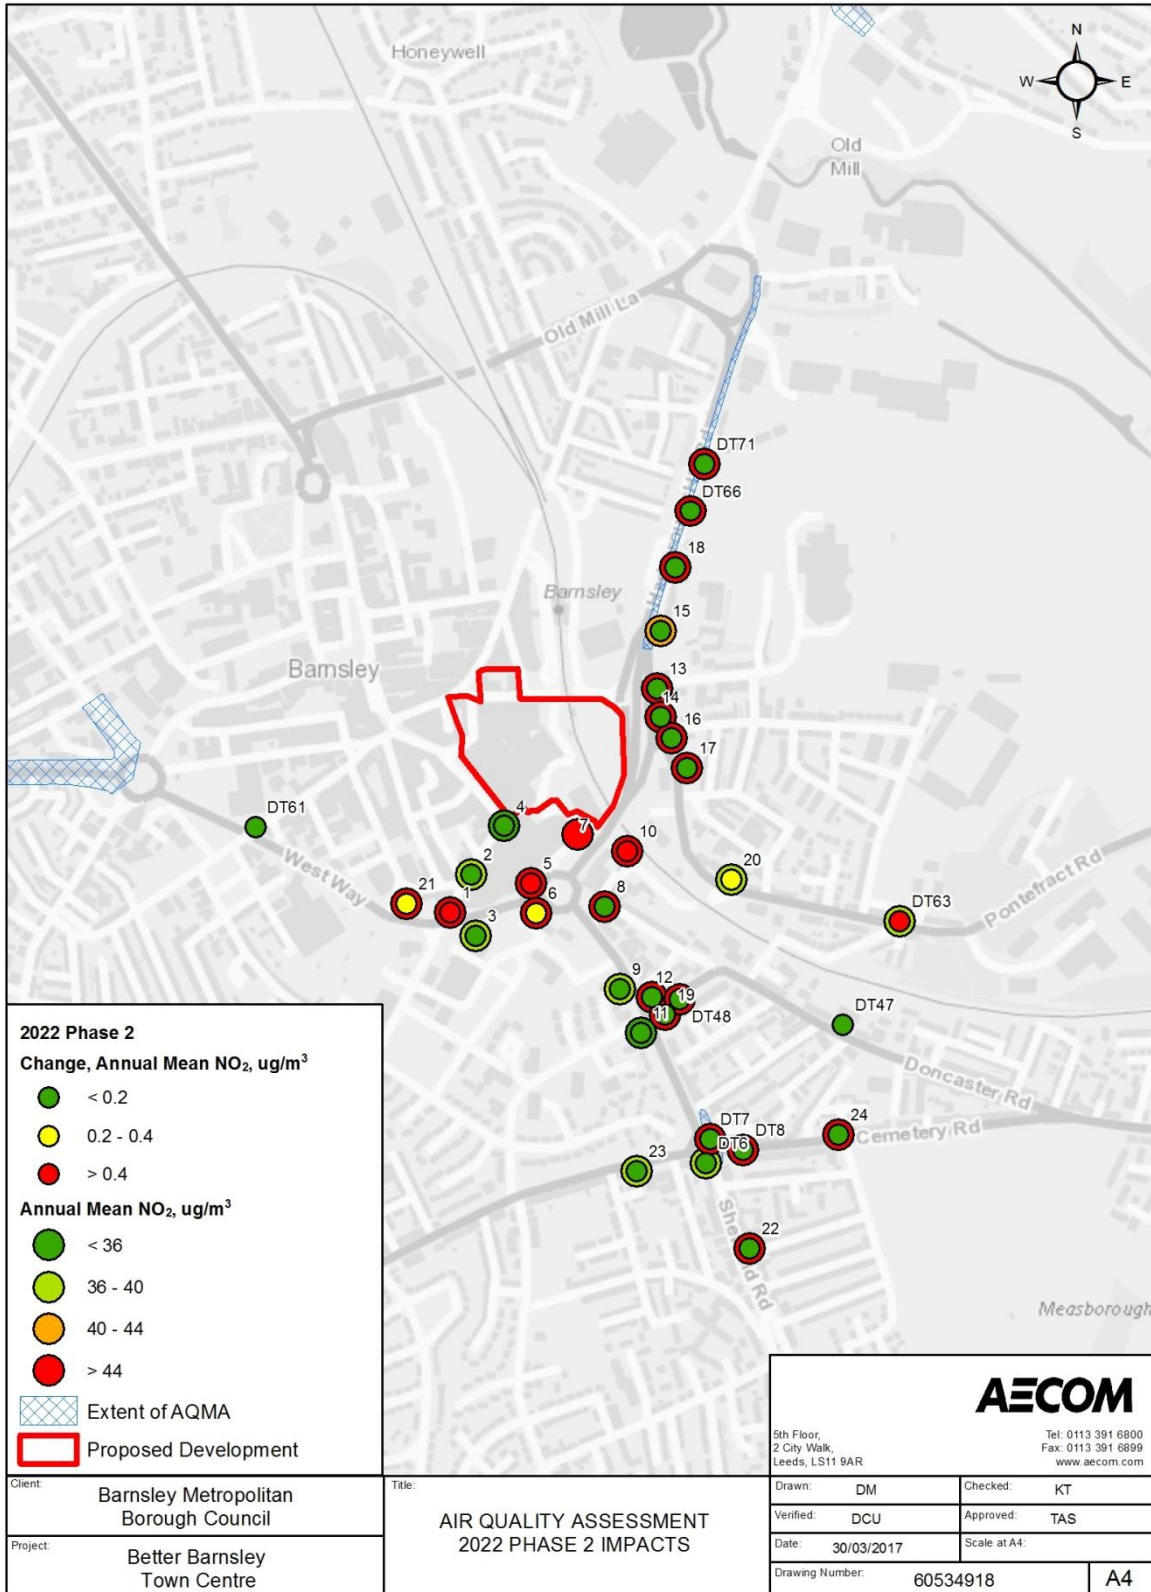 Honeywell
N
W
E
S
Old
Mill
Old Mill La
DT71
DT66
18
Barnsley
15
Barnsley
13
14
16
17
DT61
4
7
10
2
5
20
West Way
21
1
6
8
DT63
Pontefract Rd
3
9
12
19
11
DT48
DT47
Doncaster Rd
DT7
DT8
24
DT6
Cemetery Rd
23
22
Measborough
2022 Phase 2
Change, Annual Mean NO₂, ug/m³
< 0.2
0.2 - 0.4
> 0.4
Annual Mean NO₂, ug/m³
< 36
36 - 40
40 - 44
> 44
Extent of AQMA
Proposed Development
AECOM
5th Floor,
2 City Walk,
Leeds, LS11 9AR
Tel: 0113 391 6800
Fax: 0113 391 6899
www.aecom.com
Client:
Barnsley Metropolitan
Borough Council
Project:
Better Barnsley
Town Centre
Title:
AIR QUALITY ASSESSMENT
2022 PHASE 2 IMPACTS
Drawn: DM
Checked: KT
Verified: DCU
Approved: TAS
Date: 30/03/2017
Scale at A4:
Drawing Number: 60534918
A4